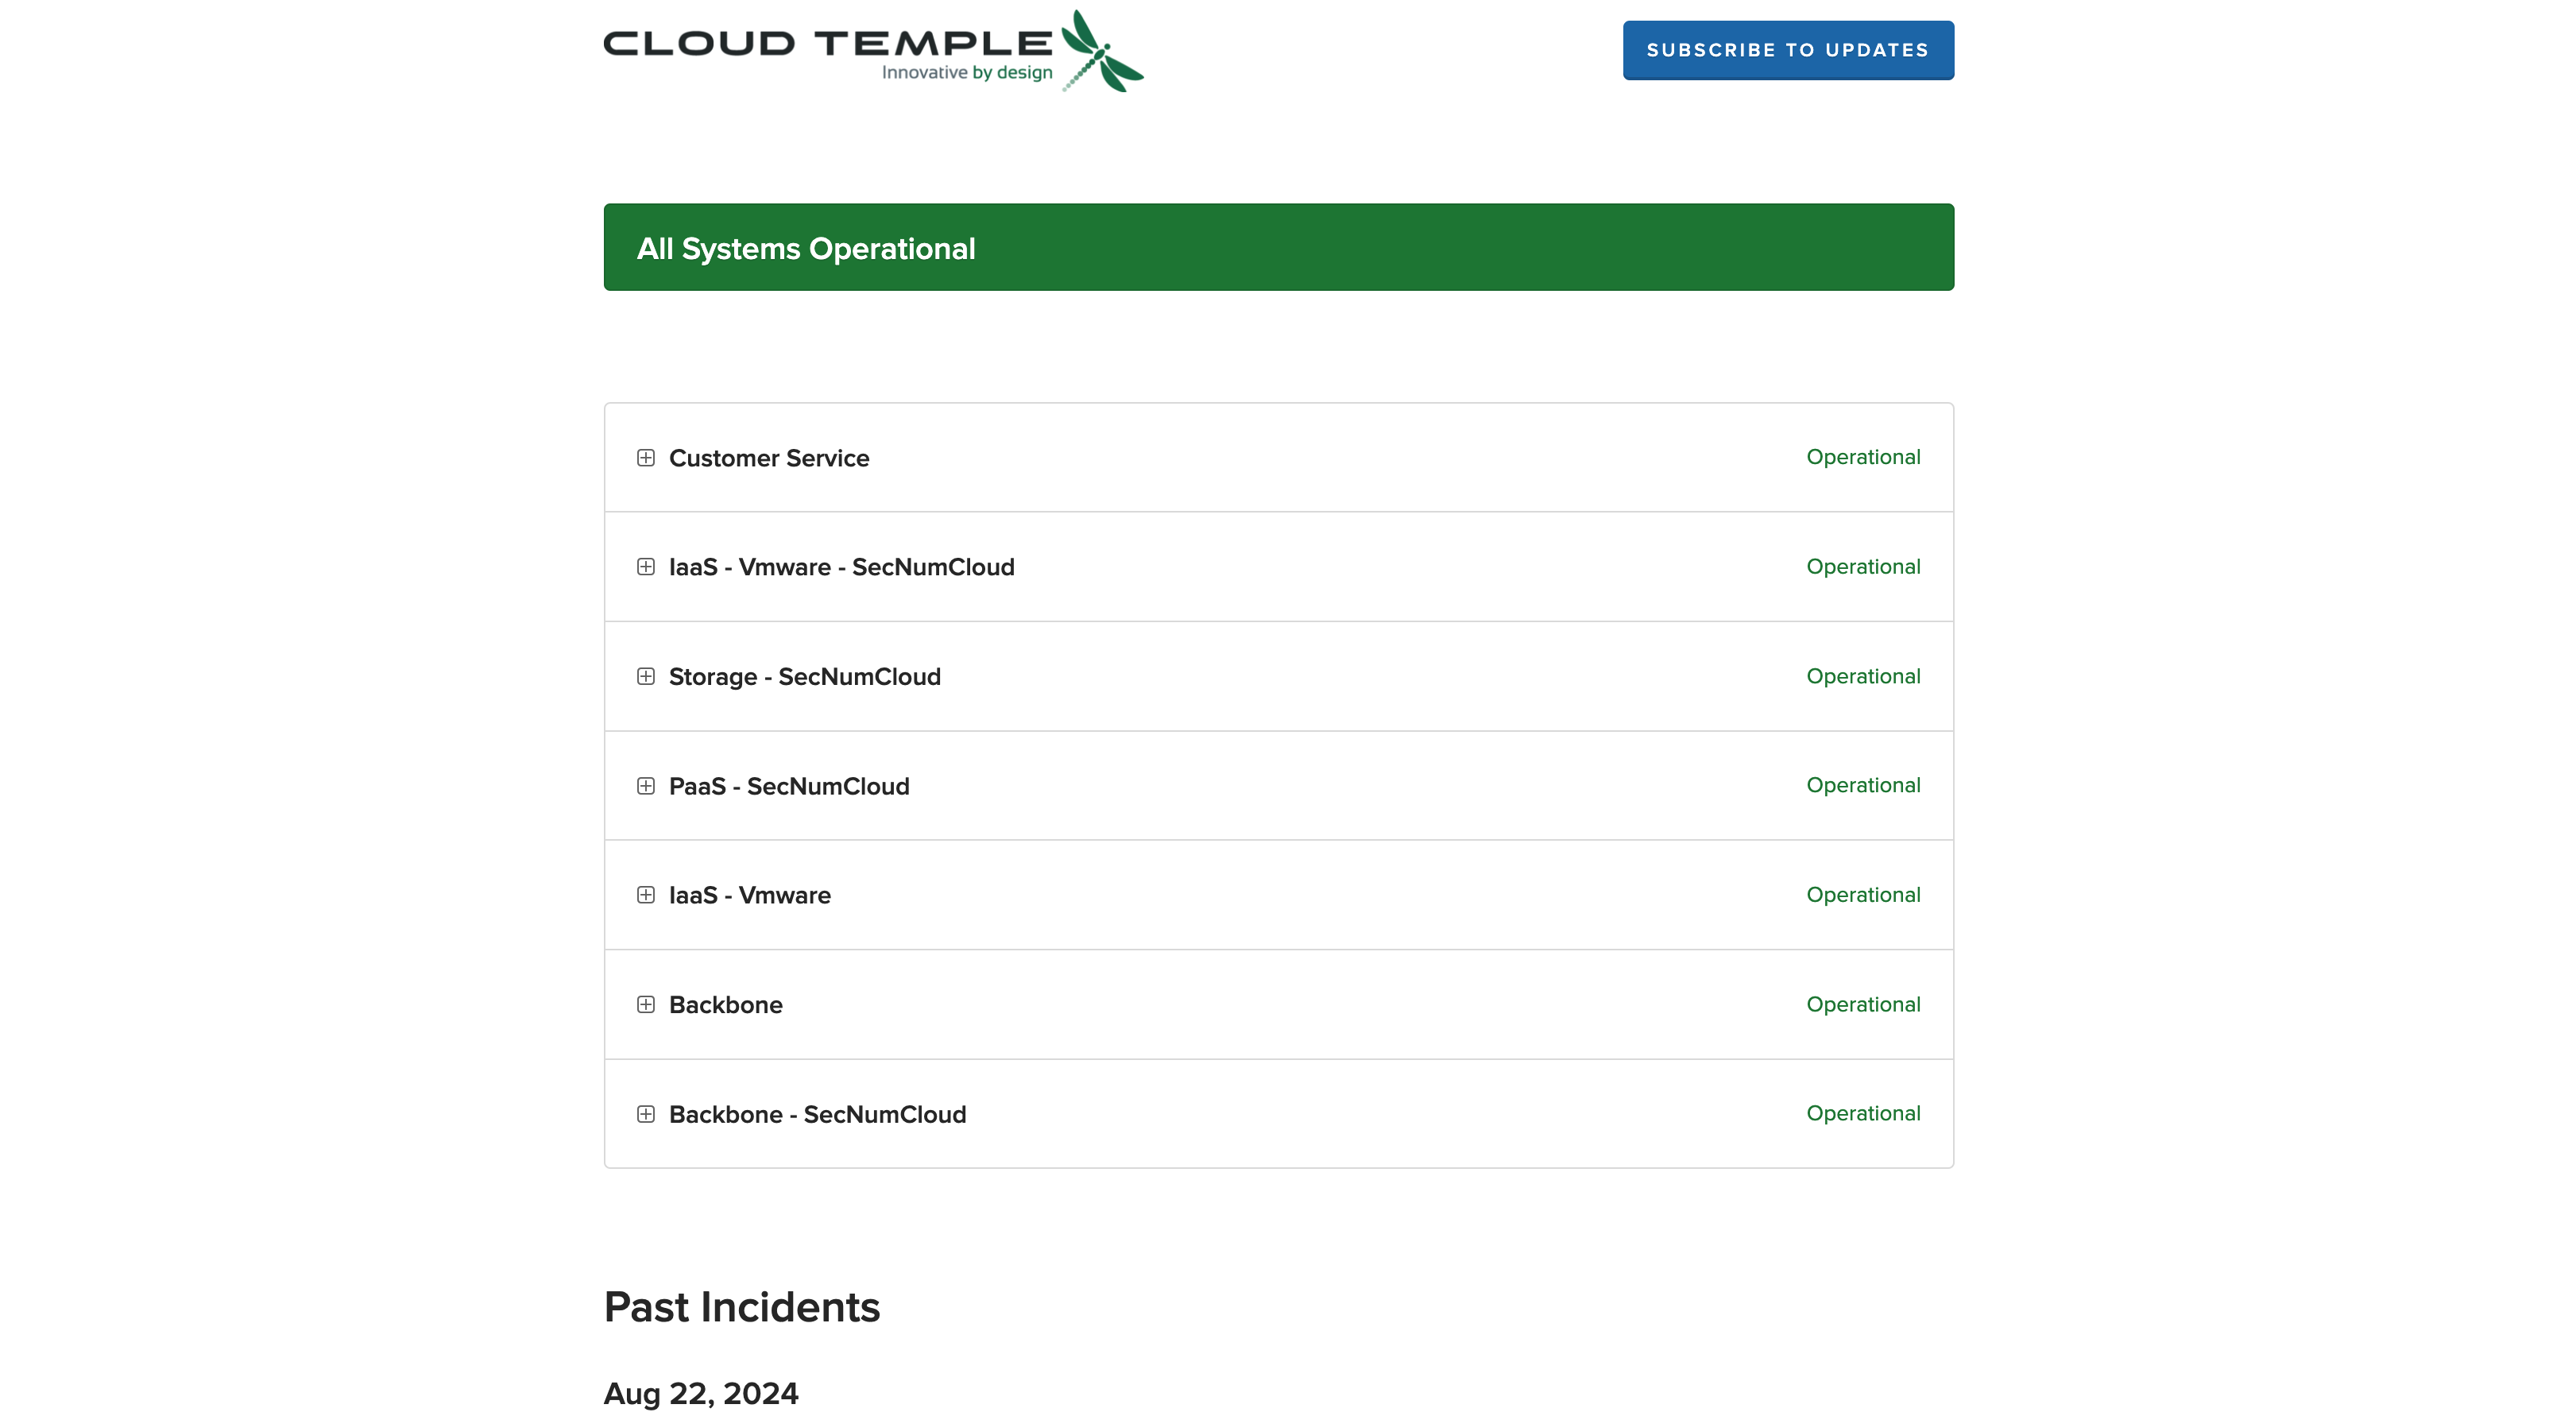 CLOUD TEMPLE
Innovative by design
SUBSCRIBE TO UPDATES
All Systems Operational
Customer Service Operational
IaaS - Vmware - SecNumCloud Operational
Storage - SecNumCloud Operational
PaaS - SecNumCloud Operational
IaaS - Vmware Operational
Backbone Operational
Backbone - SecNumCloud Operational
Past Incidents
Aug 22, 2024